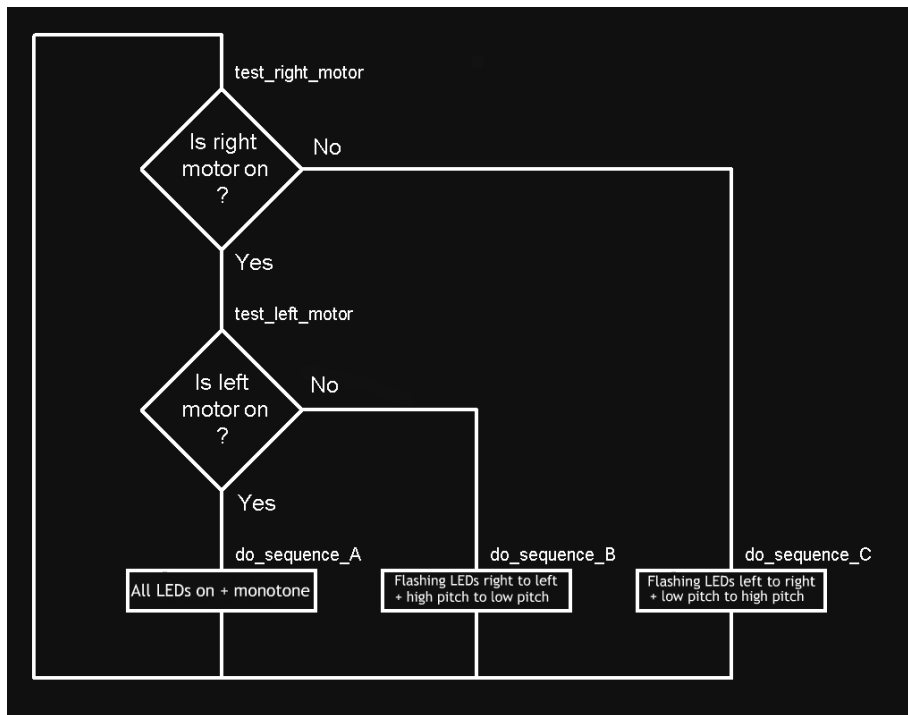 test_right_motor
Is right
motor on
?
No
Yes
test_left_motor
Is left
motor on
?
No
Yes
do_sequence_A
All LEDs on + monotone
do_sequence_B
Flashing LEDs right to left
+ high pitch to low pitch
do_sequence_C
Flashing LEDs left to right
+ low pitch to high pitch